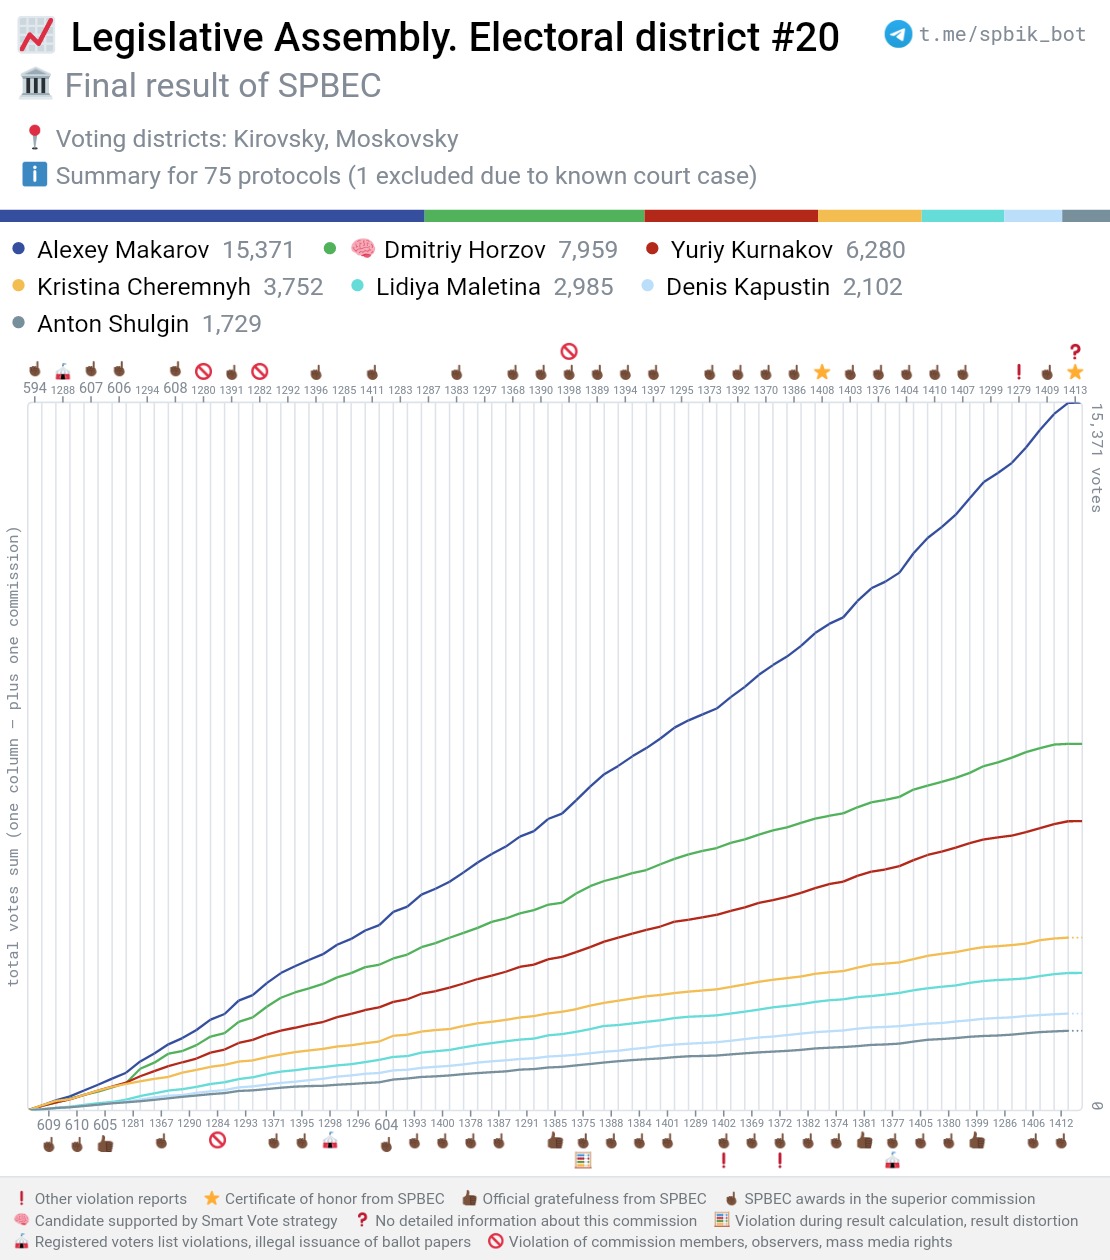 Legislative Assembly. Electoral district #20
t.me/spbik_bot
Final result of SPBEC
Voting districts: Kirovsky, Moskovsky
Summary for 75 protocols (1 excluded due to known court case)
Alexey Makarov 15,371 Dmitriy Horzov 7,959 Yuriy Kurnakov 6,280
Kristina Cheremnyh 3,752 Lidiya Maletina 2,985 Denis Kapustin 2,102
Anton Shulgin 1,729
594 1288 607 606 1294 608 1280 1391 1282 1292 1396 1285 1411 1283 1287 1383 1297 1368 1390 1398 1389 1394 1397 1295 1373 1392 1370 1386 1408 1403 1376 1404 1410 1407 1299 1279 1409 1413
15,371 votes
total votes sum (one column – plus one commission)
0
609 610 605 1281 1367 1290 1284 1293 1371 1395 1298 1296 604 1393 1400 1378 1387 1291 1385 1375 1388 1384 1401 1289 1402 1369 1372 1382 1374 1381 1377 1405 1380 1399 1286 1406 1412
Other violation reports Certificate of honor from SPBEC Official gratefulness from SPBEC SPBEC awards in the superior commission
Candidate supported by Smart Vote strategy No detailed information about this commission Violation during result calculation, result distortion
Registered voters list violations, illegal issuance of ballot papers Violation of commission members, observers, mass media rights